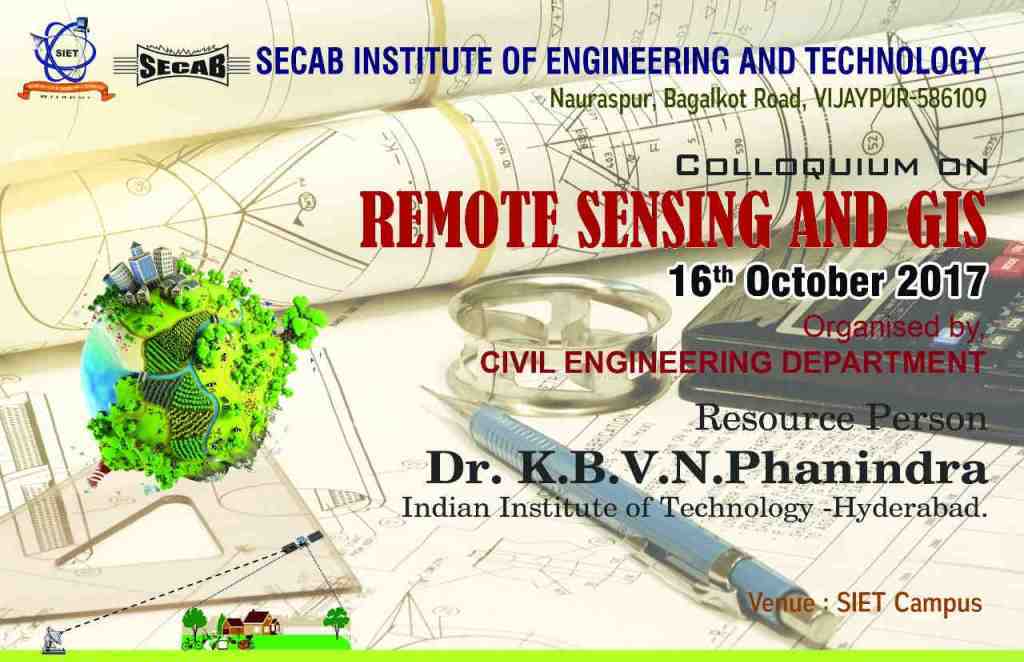 SIET
SECAB
SECAB INSTITUTE OF ENGINEERING AND TECHNOLOGY
Nauraspur, Bagalkot Road, VIJAYPUR-586109
COLLOQUIUM ON
REMOTE SENSING AND GIS
16th October 2017
Organised by,
CIVIL ENGINEERING DEPARTMENT
Resource Person
Dr. K.B.V.N.Phanindra
Indian Institute of Technology -Hyderabad.
Venue : SIET Campus